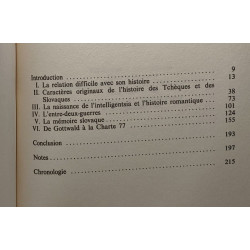 Introduction 9
I. La relation difficile avec son histoire 13
II. Caractères originaux de l'histoire des Tchèques et des
Slovaques 38
III. La naissance de l'intelligentsia et l'histoire romantique 73
IV. L'entre-deux-guerres 101
V. La mémoire slovaque 124
VI. De Gottwald à la Charte 77 155
Conclusion 193
Notes 197
Chronologie 215